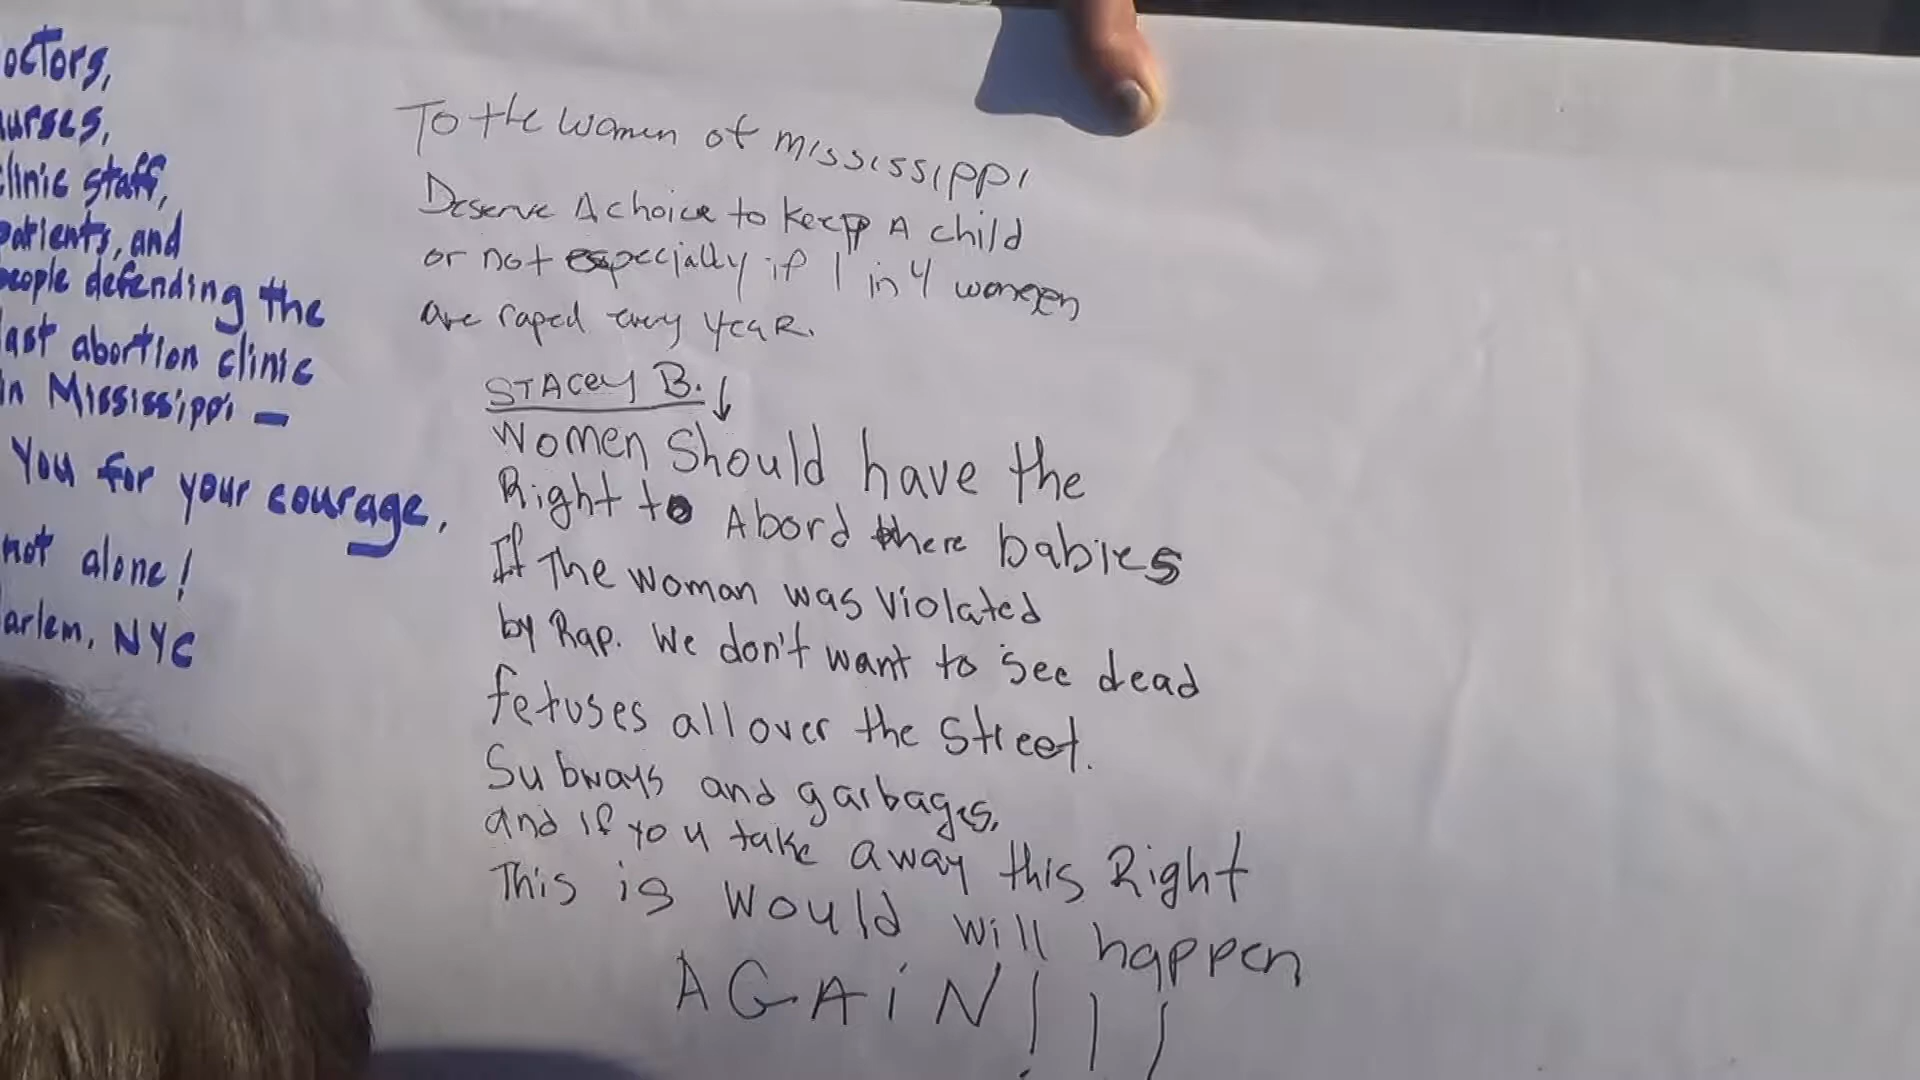 octors,
urses,
clinic staff,
patients, and
people defending the
last abortion clinic
in Mississippi —
You for your courage,
not alone!
arlem, NYC
To the women of Mississippi
Deserve A choice to keep A child
or not especially if 1 in 4 women
are raped every year.
STACEY B. ↓
Women Should have the
Right to Abord there babies
If The woman was violated
by Rap. We don't want to see dead
fetuses all over the street.
Subways and garbages,
and if you take away this Right
This is would will happen
AGAiN!!!